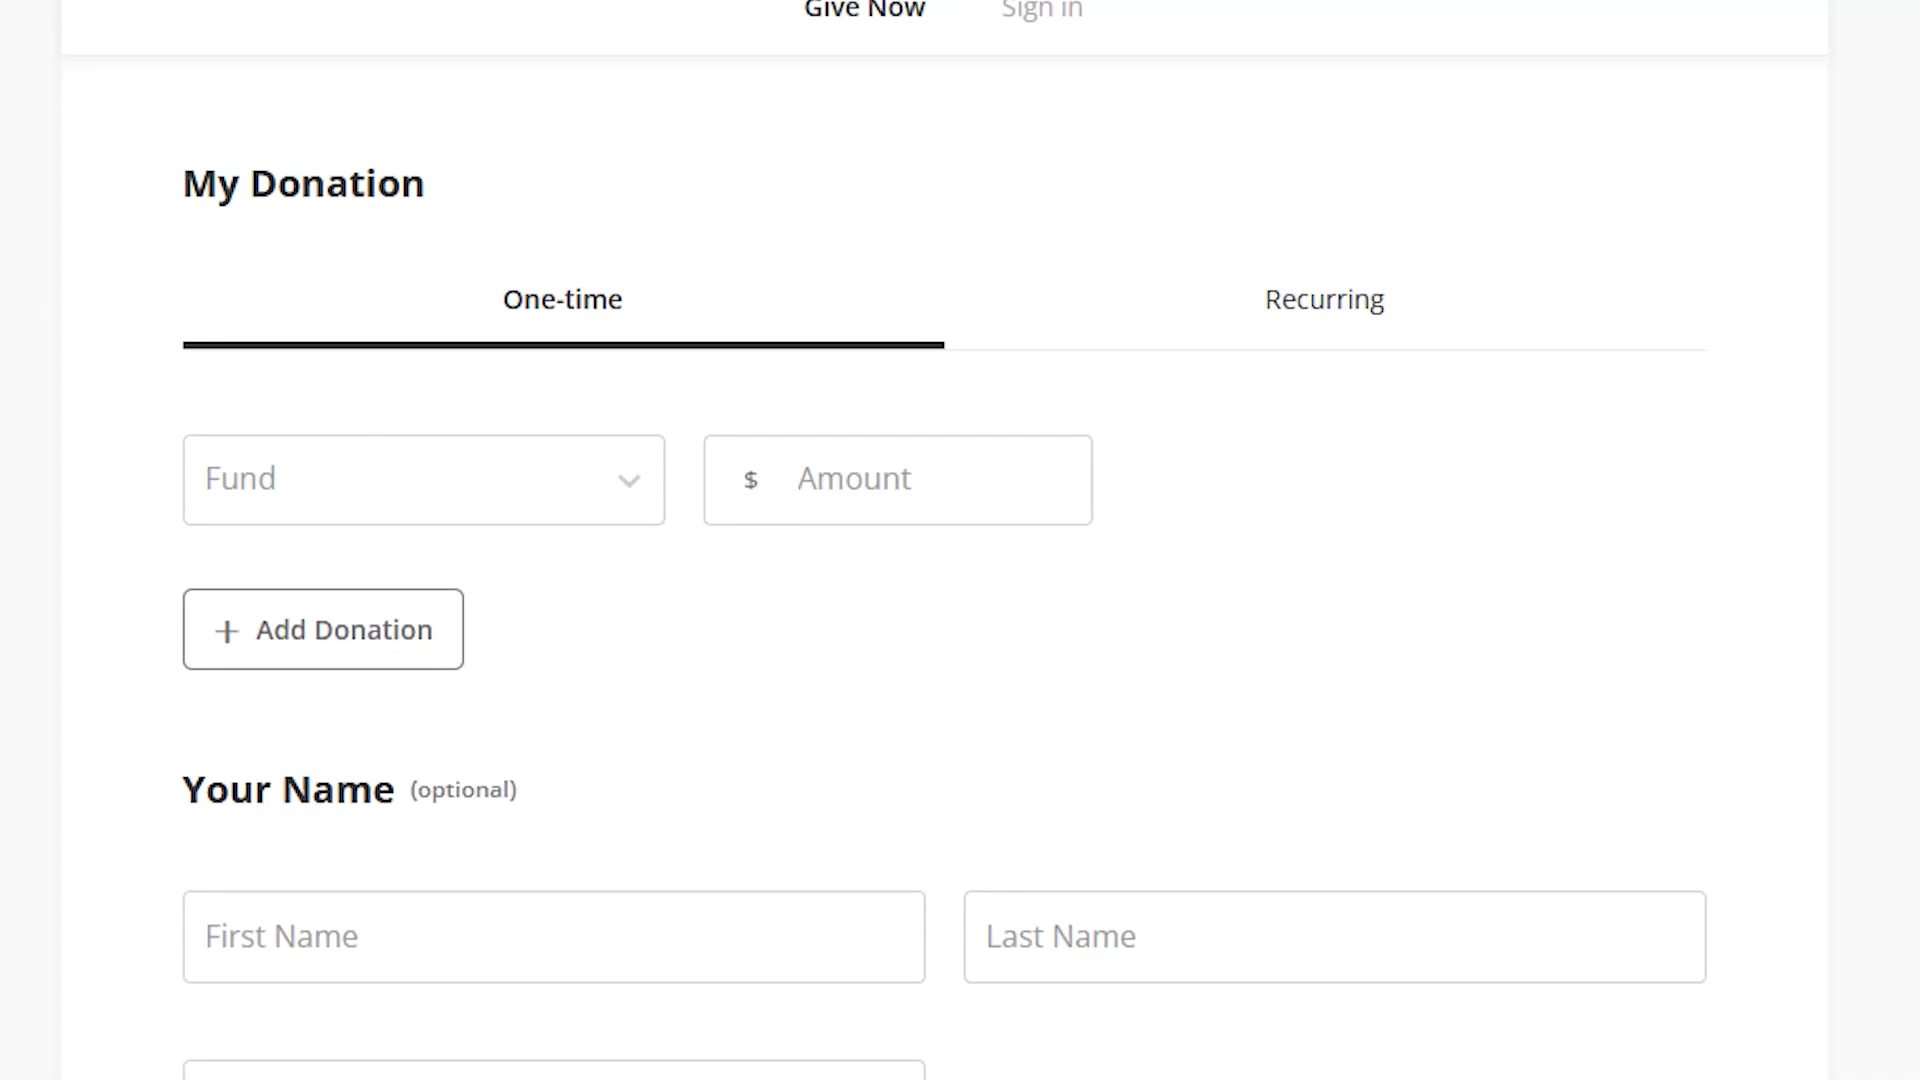 Give Now Sign in
My Donation
One-time Recurring
Fund $ Amount
+ Add Donation
Your Name (optional)
First Name Last Name